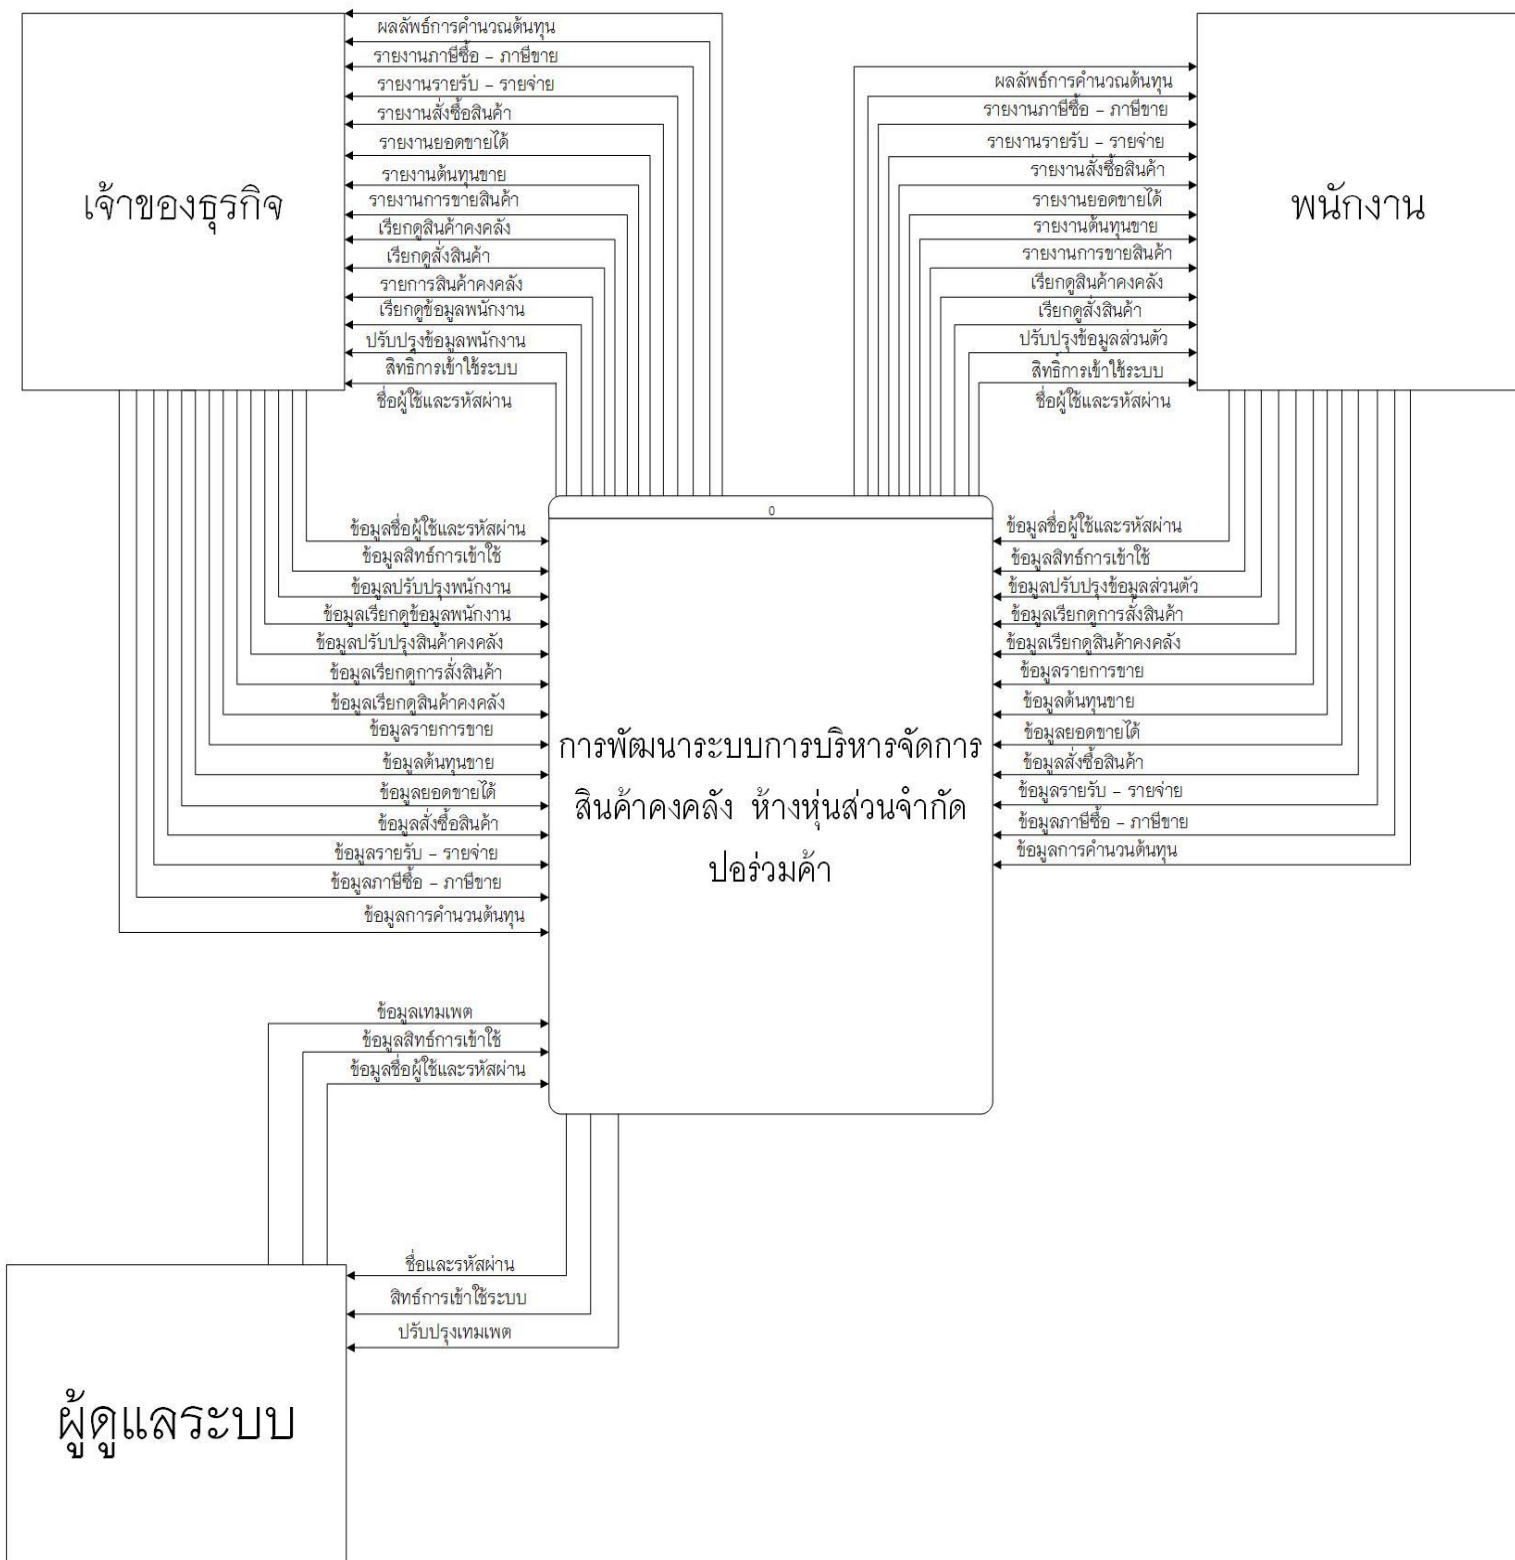 ผลลัพธ์การคำนวณต้นทุน
รายงานภาษีซื้อ - ภาษีขาย
รายงานรายรับ - รายจ่าย
รายงานสั่งซื้อสินค้า
รายงานยอดขายได้
รายงานต้นทุนขาย
รายงานการขายสินค้า
เรียกดูสินค้าคงคลัง
เรียกดูสั่งสินค้า
รายการสินค้าคงคลัง
เรียกดูข้อมูลพนักงาน
ปรับปรุงข้อมูลพนักงาน
สิทธิการเข้าใช้ระบบ
ชื่อผู้ใช้และรหัสผ่าน
เจ้าของธุรกิจ
ผลลัพธ์การคำนวณต้นทุน
รายงานภาษีซื้อ - ภาษีขาย
รายงานรายรับ - รายจ่าย
รายงานสั่งซื้อสินค้า
รายงานยอดขายได้
รายงานต้นทุนขาย
รายงานการขายสินค้า
เรียกดูสินค้าคงคลัง
เรียกดูสั่งสินค้า
ปรับปรุงข้อมูลส่วนตัว
สิทธิ์การเข้าใช้ระบบ
ชื่อผู้ใช้และรหัสผ่าน
พนักงาน
0
ข้อมูลชื่อผู้ใช้และรหัสผ่าน
ข้อมูลสิทธ์การเข้าใช้
ข้อมูลปรับปรุงพนักงาน
ข้อมูลเรียกดูข้อมูลพนักงาน
ข้อมูลปรับปรุงสินค้าคงคลัง
ข้อมูลเรียกดูการสั่งสินค้า
ข้อมูลเรียกดูสินค้าคงคลัง
ข้อมูลรายการขาย
ข้อมูลต้นทุนขาย
ข้อมูลยอดขายได้
ข้อมูลสั่งซื้อสินค้า
ข้อมูลรายรับ - รายจ่าย
ข้อมูลภาษีซื้อ - ภาษีขาย
ข้อมูลการคำนวนต้นทุน
การพัฒนาระบบการบริหารจัดการ
สินค้าคงคลัง ห้างหุ่นส่วนจำกัด
ปอร่วมค้า
ข้อมูลชื่อผู้ใช้และรหัสผ่าน
ข้อมูลสิทธ์การเข้าใช้
ข้อมูลปรับปรุงข้อมูลส่วนตัว
ข้อมูลเรียกดูการสั่งสินค้า
ข้อมูลเรียกดูสินค้าคงคลัง
ข้อมูลรายการขาย
ข้อมูลต้นทุนขาย
ข้อมูลยอดขายได้
ข้อมูลสั่งซื้อสินค้า
ข้อมูลรายรับ - รายจ่าย
ข้อมูลภาษีซื้อ - ภาษีขาย
ข้อมูลการคำนวนต้นทุน
ข้อมูลเทมเพต
ข้อมูลสิทธ์การเข้าใช้
ข้อมูลชื่อผู้ใช้และรหัสผ่าน
ชื่อและรหัสผ่าน
สิทธ์การเข้าใช้ระบบ
ปรับปรุงเทมเพต
ผู้ดูแลระบบ